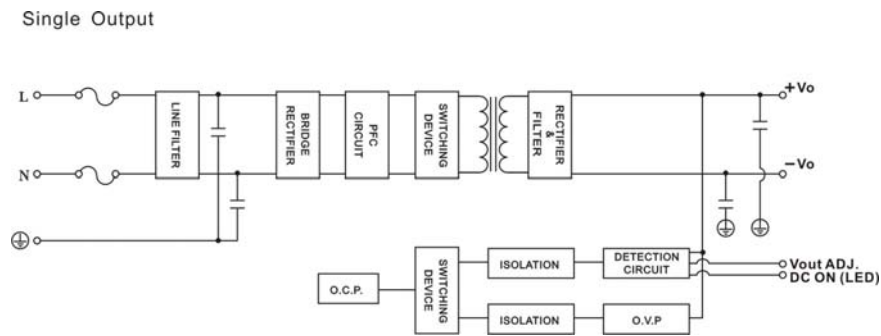 Single Output
L
N
LINE FILTER
BRIDGE
RECTIFIER
PFC
CIRCUIT
SWITCHING
DEVICE
RECTIFIER
&
FILTER
+Vo
−Vo
O.C.P.
SWITCHING
DEVICE
ISOLATION
DETECTION
CIRCUIT
Vout ADJ.
DC ON (LED)
ISOLATION
O.V.P